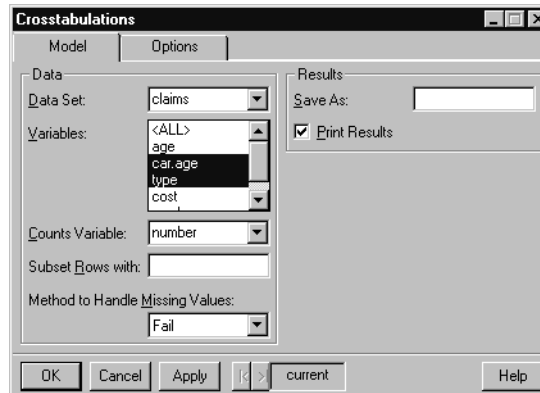 Crosstabulations
Model
Options
Data
Data Set:
claims
Variables:
<ALL>
age
car.age
type
cost
Counts Variable:
number
Subset Rows with:
Method to Handle Missing Values:
Fail
Results
Save As:
Print Results
OK
Cancel
Apply
current
Help